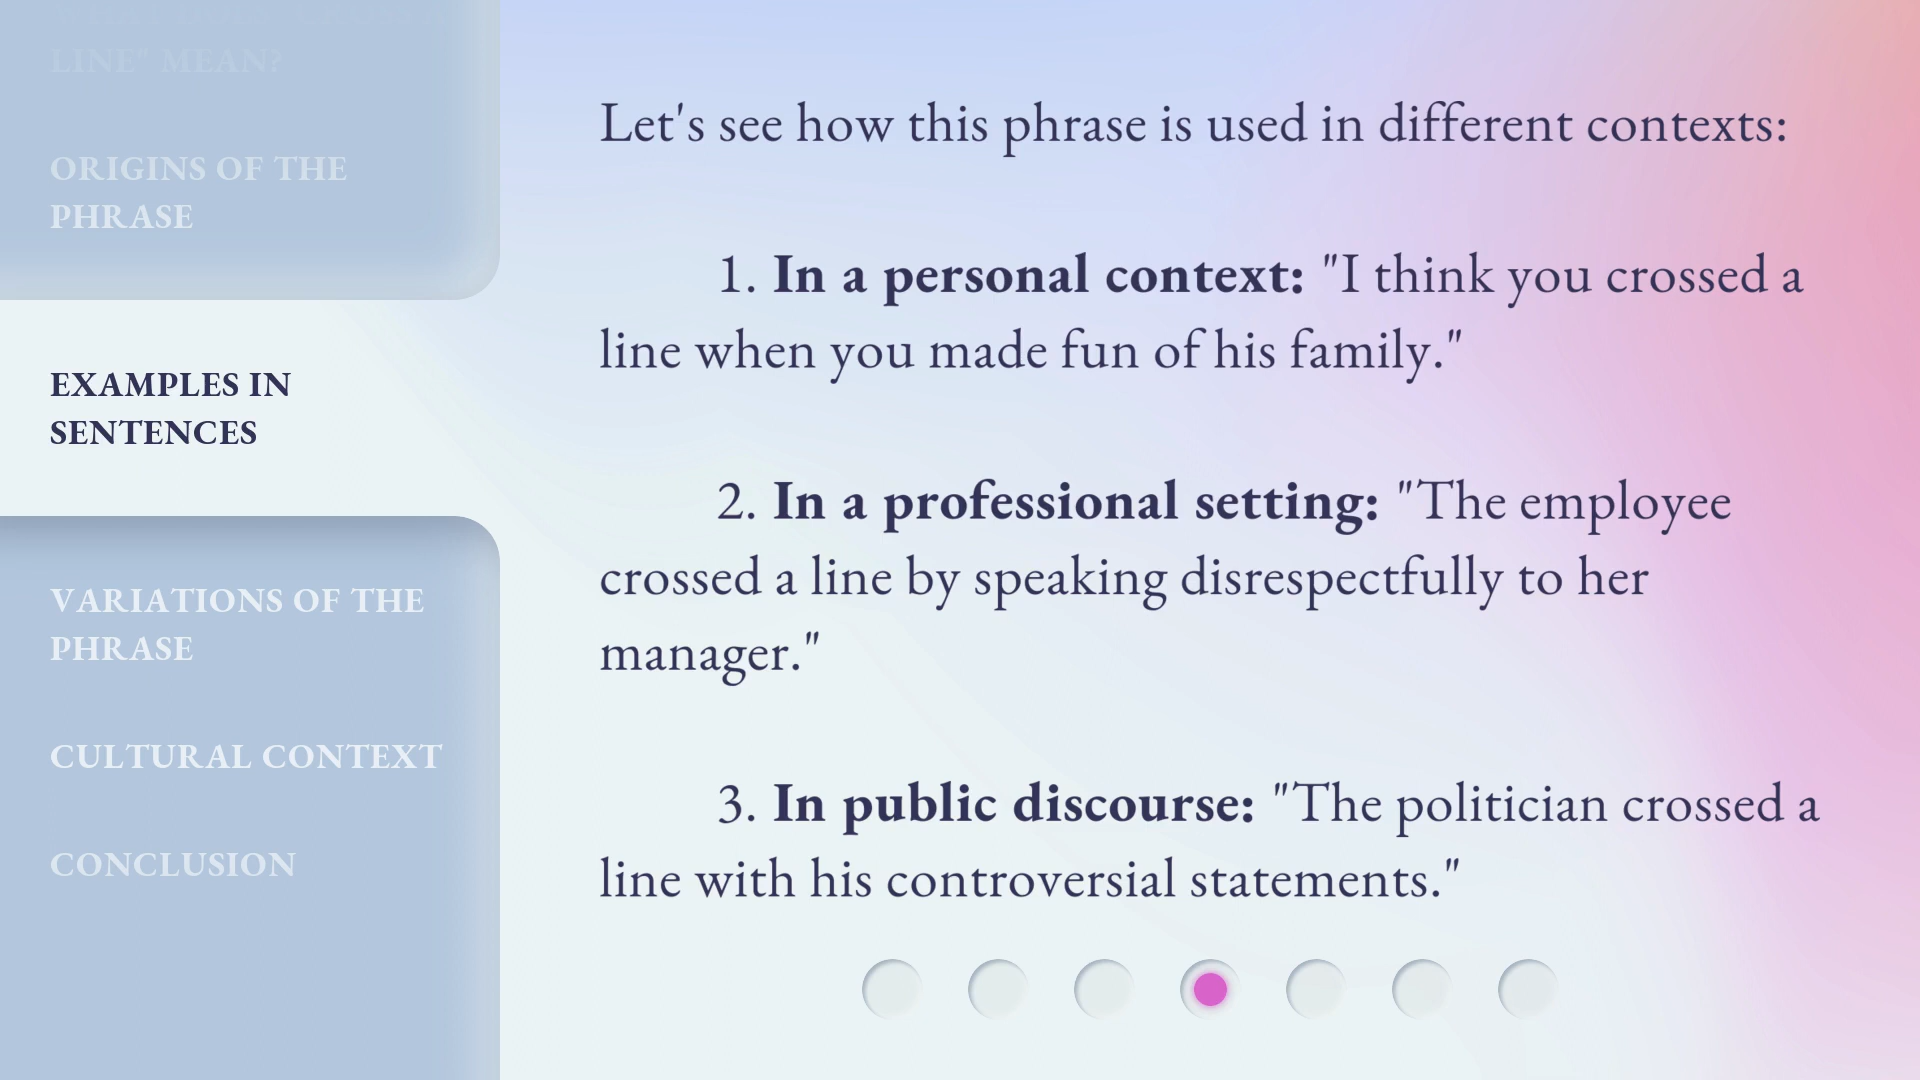 LINE" MEAN?
ORIGINS OF THE
PHRASE
EXAMPLES IN
SENTENCES
VARIATIONS OF THE
PHRASE
CULTURAL CONTEXT
CONCLUSION
Let's see how this phrase is used in different contexts:
1. In a personal context: "I think you crossed a
line when you made fun of his family."
2. In a professional setting: "The employee
crossed a line by speaking disrespectfully to her
manager."
3. In public discourse: "The politician crossed a
line with his controversial statements."